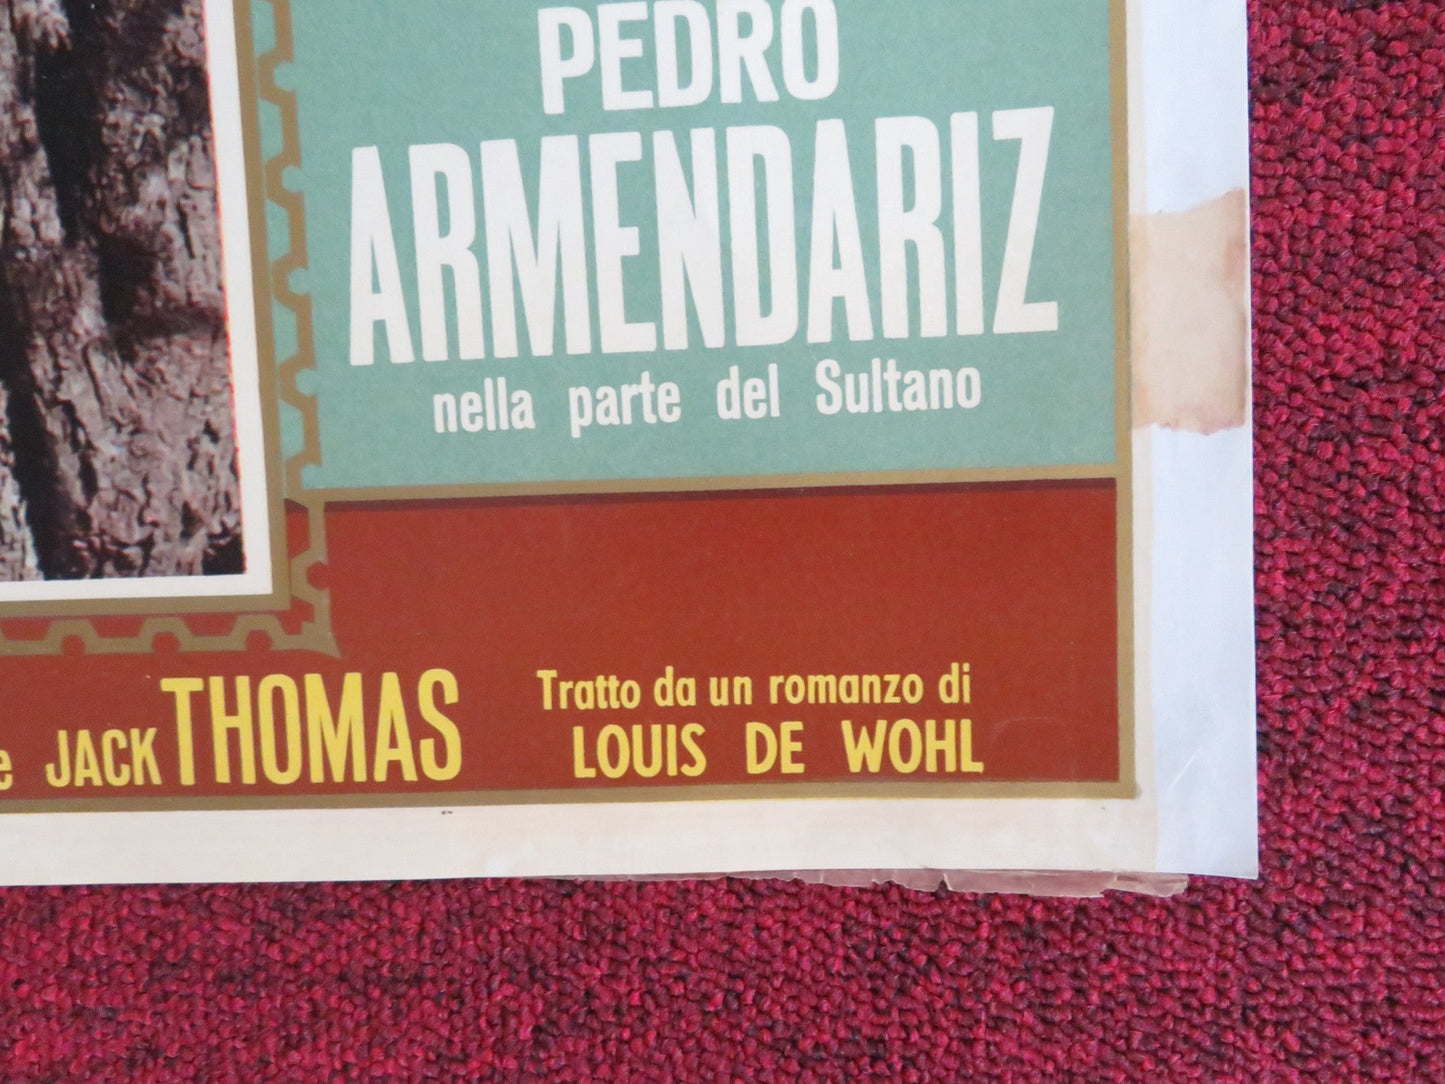 PEDRO
ARMENDARIZ
nella parte del Sultano
e JACK THOMAS
Tratto da un romanzo di
LOUIS DE WOHL